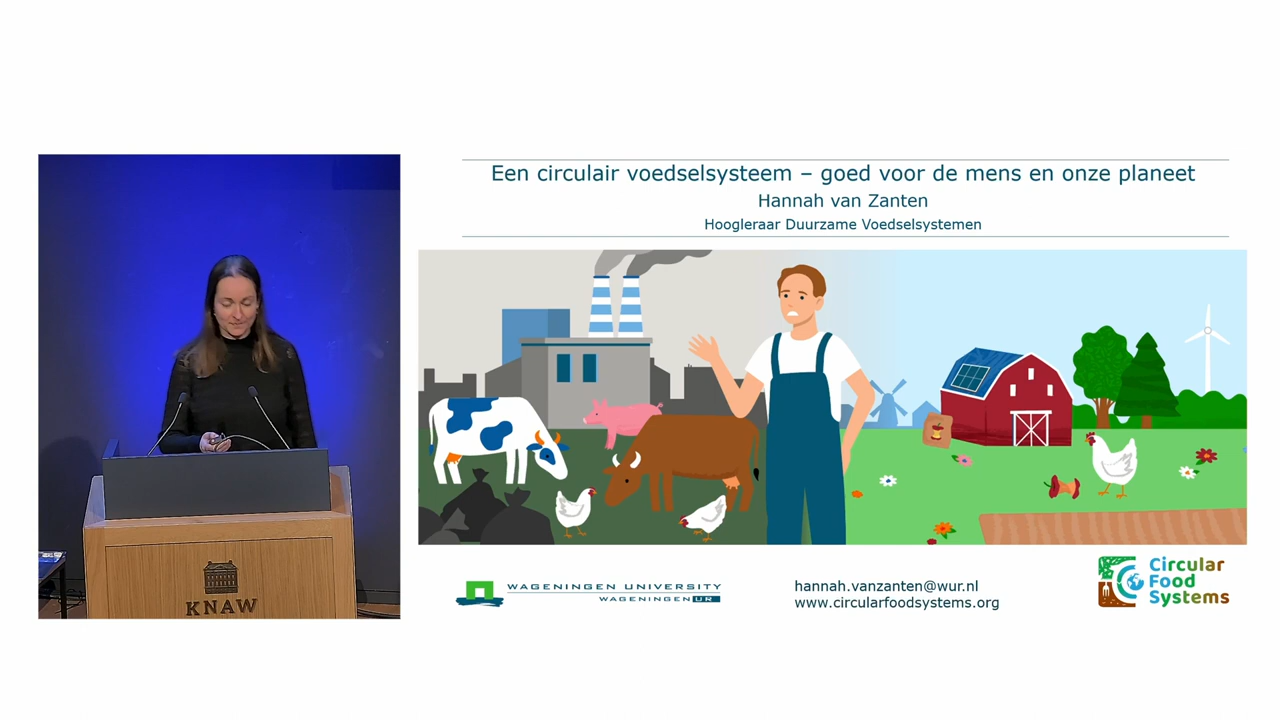 Een circulair voedselsysteem – goed voor de mens en onze planeet
Hannah van Zanten
Hoogleraar Duurzame Voedselsystemen
KNAW
WAGENINGEN UNIVERSITY
WAGENINGEN UR
hannah.vanzanten@wur.nl
www.circularfoodsystems.org
Circular
Food
Systems